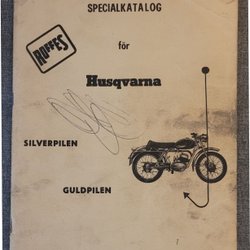 SPECIALKATALOG
ROFFES
för
Husqvarna
SILVERPILEN
GULDPILEN